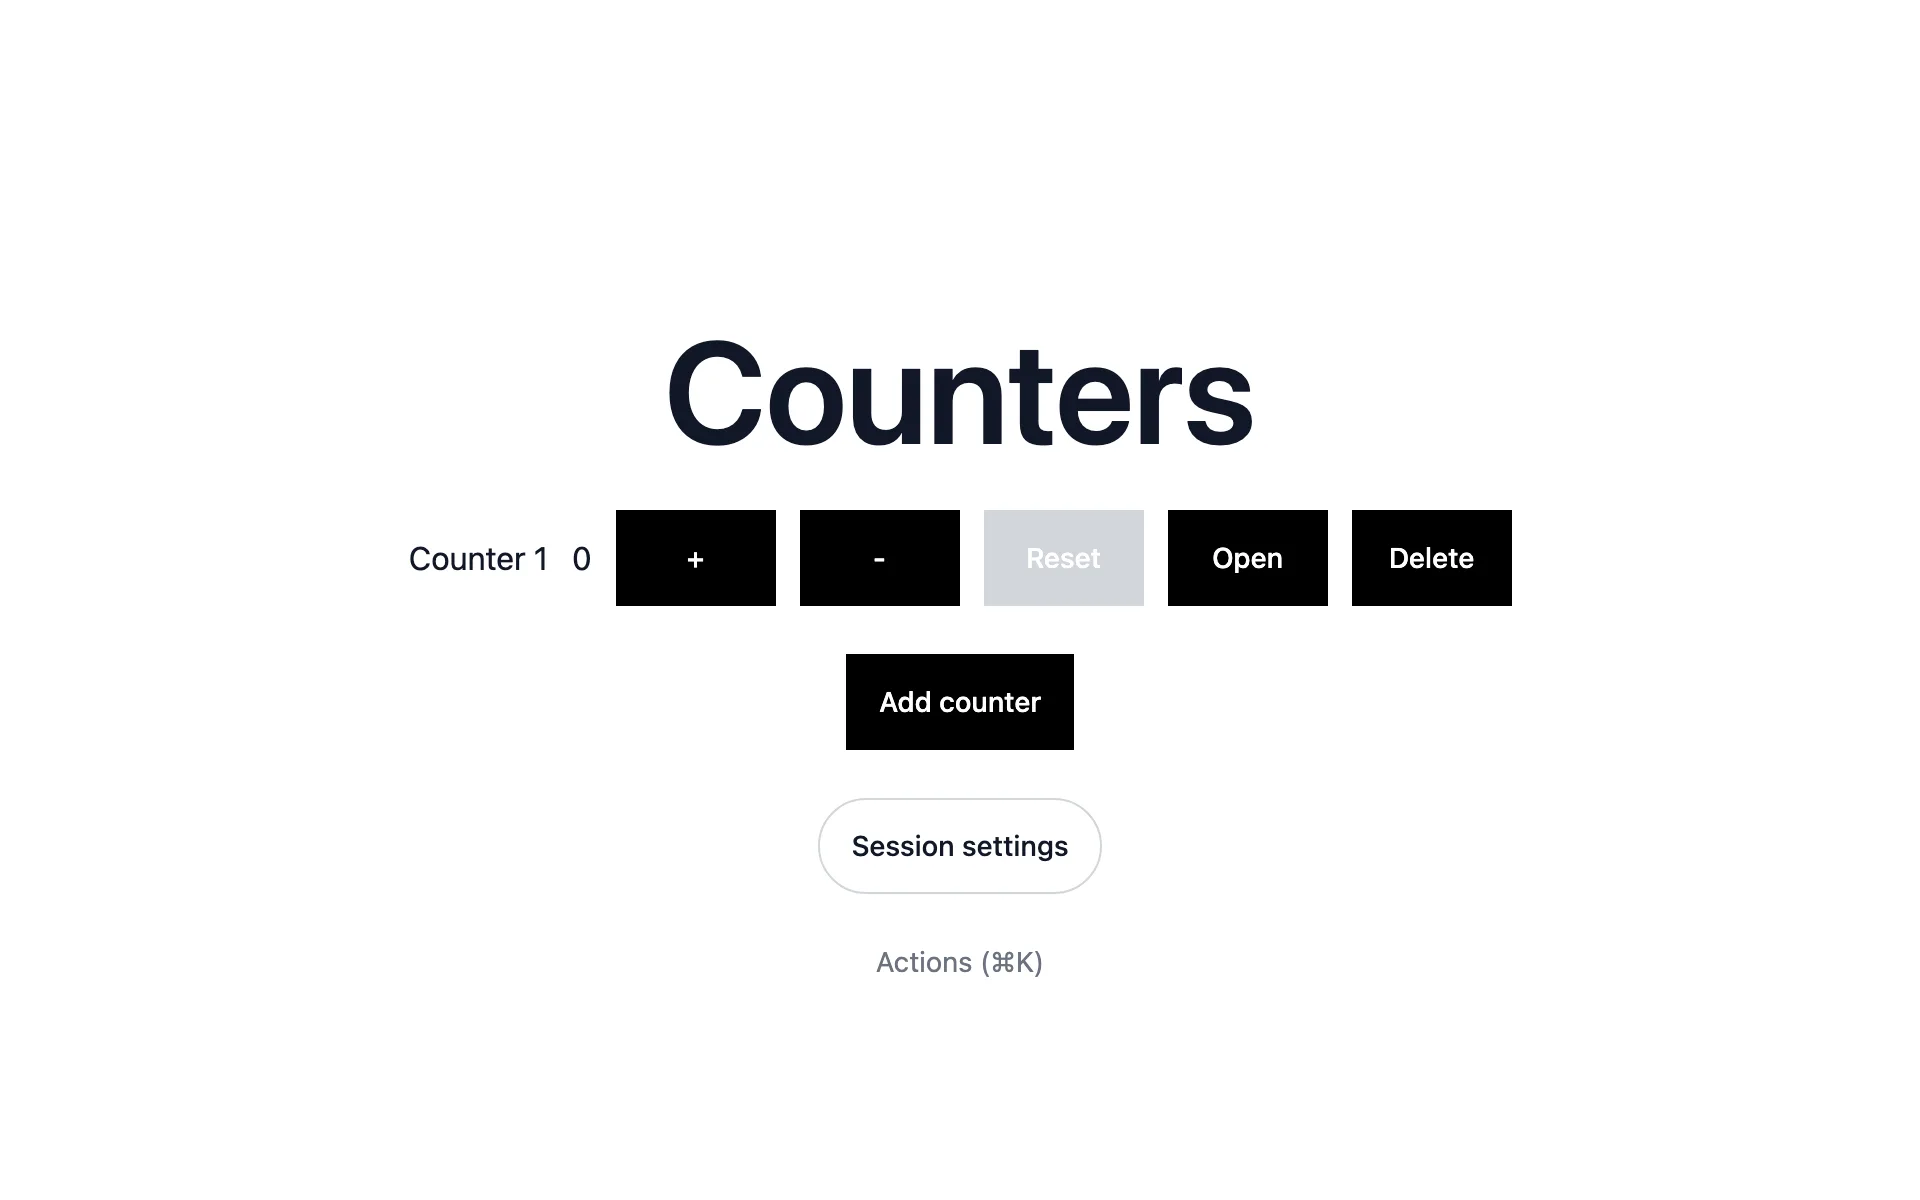 Counters
Counter 1 0 + - Reset Open Delete
Add counter
Session settings
Actions (⌘K)